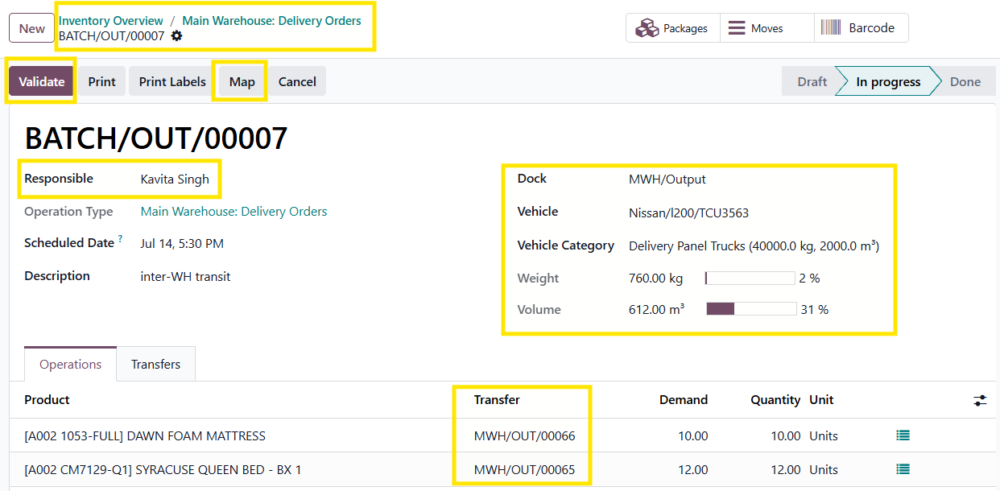 New
Inventory Overview / Main Warehouse: Delivery Orders
BATCH/OUT/00007
Packages Moves Barcode
Validate Print Print Labels Map Cancel
Draft In progress Done
BATCH/OUT/00007
Responsible Kavita Singh
Operation Type Main Warehouse: Delivery Orders
Scheduled Date ? Jul 14, 5:30 PM
Description inter-WH transit
Dock MWH/Output
Vehicle Nissan/l200/TCU3563
Vehicle Category Delivery Panel Trucks (40000.0 kg, 2000.0 m³)
Weight 760.00 kg 2 %
Volume 612.00 m³ 31 %
Operations Transfers
Product Transfer Demand Quantity Unit
[A002 1053-FULL] DAWN FOAM MATTRESS MWH/OUT/00066 10.00 10.00 Units
[A002 CM7129-Q1] SYRACUSE QUEEN BED - BX 1 MWH/OUT/00065 12.00 12.00 Units